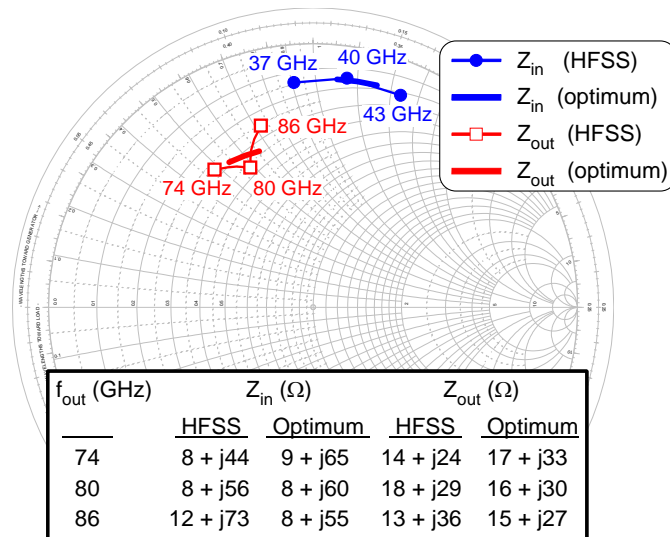 37 GHz
40 GHz
43 GHz
86 GHz
74 GHz
80 GHz
Z_in (HFSS)
Z_in (optimum)
Z_out (HFSS)
Z_out (optimum)
f_out (GHz) Z_in (Ω) Z_out (Ω)
HFSS Optimum HFSS Optimum
74 8 + j44 9 + j65 14 + j24 17 + j33
80 8 + j56 8 + j60 18 + j29 16 + j30
86 12 + j73 8 + j55 13 + j36 15 + j27